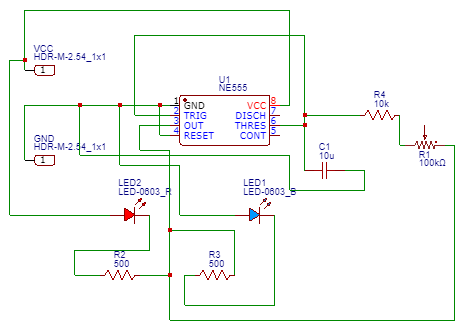 VCC
HDR-M-2.54_1x1
1
GND
HDR-M-2.54_1x1
1
U1
NE555
1 GND VCC 8
2 TRIG DISCH 7
3 OUT THRES 6
4 RESET CONT 5
R4
10k
R1
100kΩ
C1
10u
LED2
LED-0603_R
LED1
LED-0603_B
R2
500
R3
500